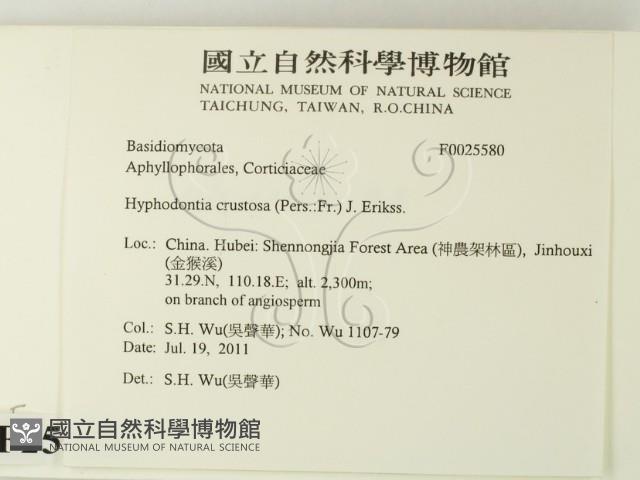 國立自然科學博物館
NATIONAL MUSEUM OF NATURAL SCIENCE
TAICHUNG, TAIWAN, R.O.CHINA
Basidiomycota F0025580
Aphyllophorales, Corticiaceae
Hyphodontia crustosa (Pers.:Fr.) J. Erikss.
Loc.: China. Hubei: Shennongjia Forest Area (神農架林區), Jinhouxi
(金猴溪)
31.29.N, 110.18.E; alt. 2,300m;
on branch of angiosperm
Col.: S.H. Wu(吳聲華); No. Wu 1107-79
Date: Jul. 19, 2011
Det.: S.H. Wu(吳聲華)
國立自然科學博物館
NATIONAL MUSEUM OF NATURAL SCIENCE